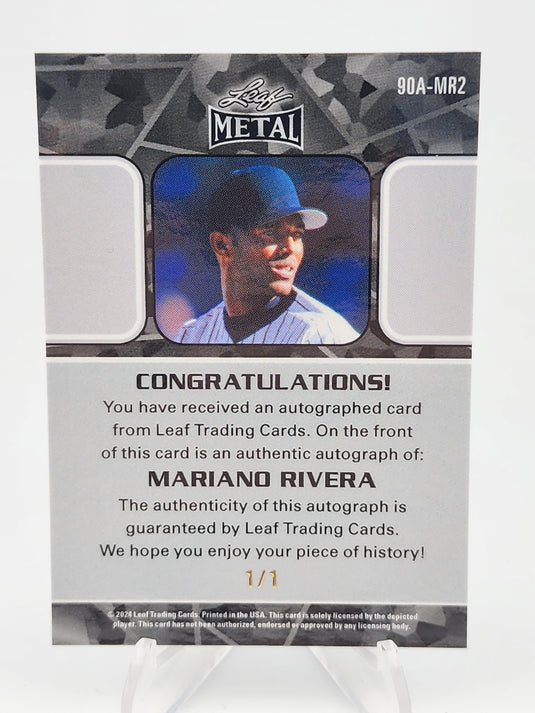 90A-MR2
Leaf
METAL
CONGRATULATIONS!
You have received an autographed card
from Leaf Trading Cards. On the front
of this card is an authentic autograph of:
MARIANO RIVERA
The authenticity of this autograph is
guaranteed by Leaf Trading Cards.
We hope you enjoy your piece of history!
1/1
© 2024 Leaf Trading Cards. Printed in the USA. This card is solely licensed by the depicted
player. This card has not been authorized, endorsed or approved by any licensing body.